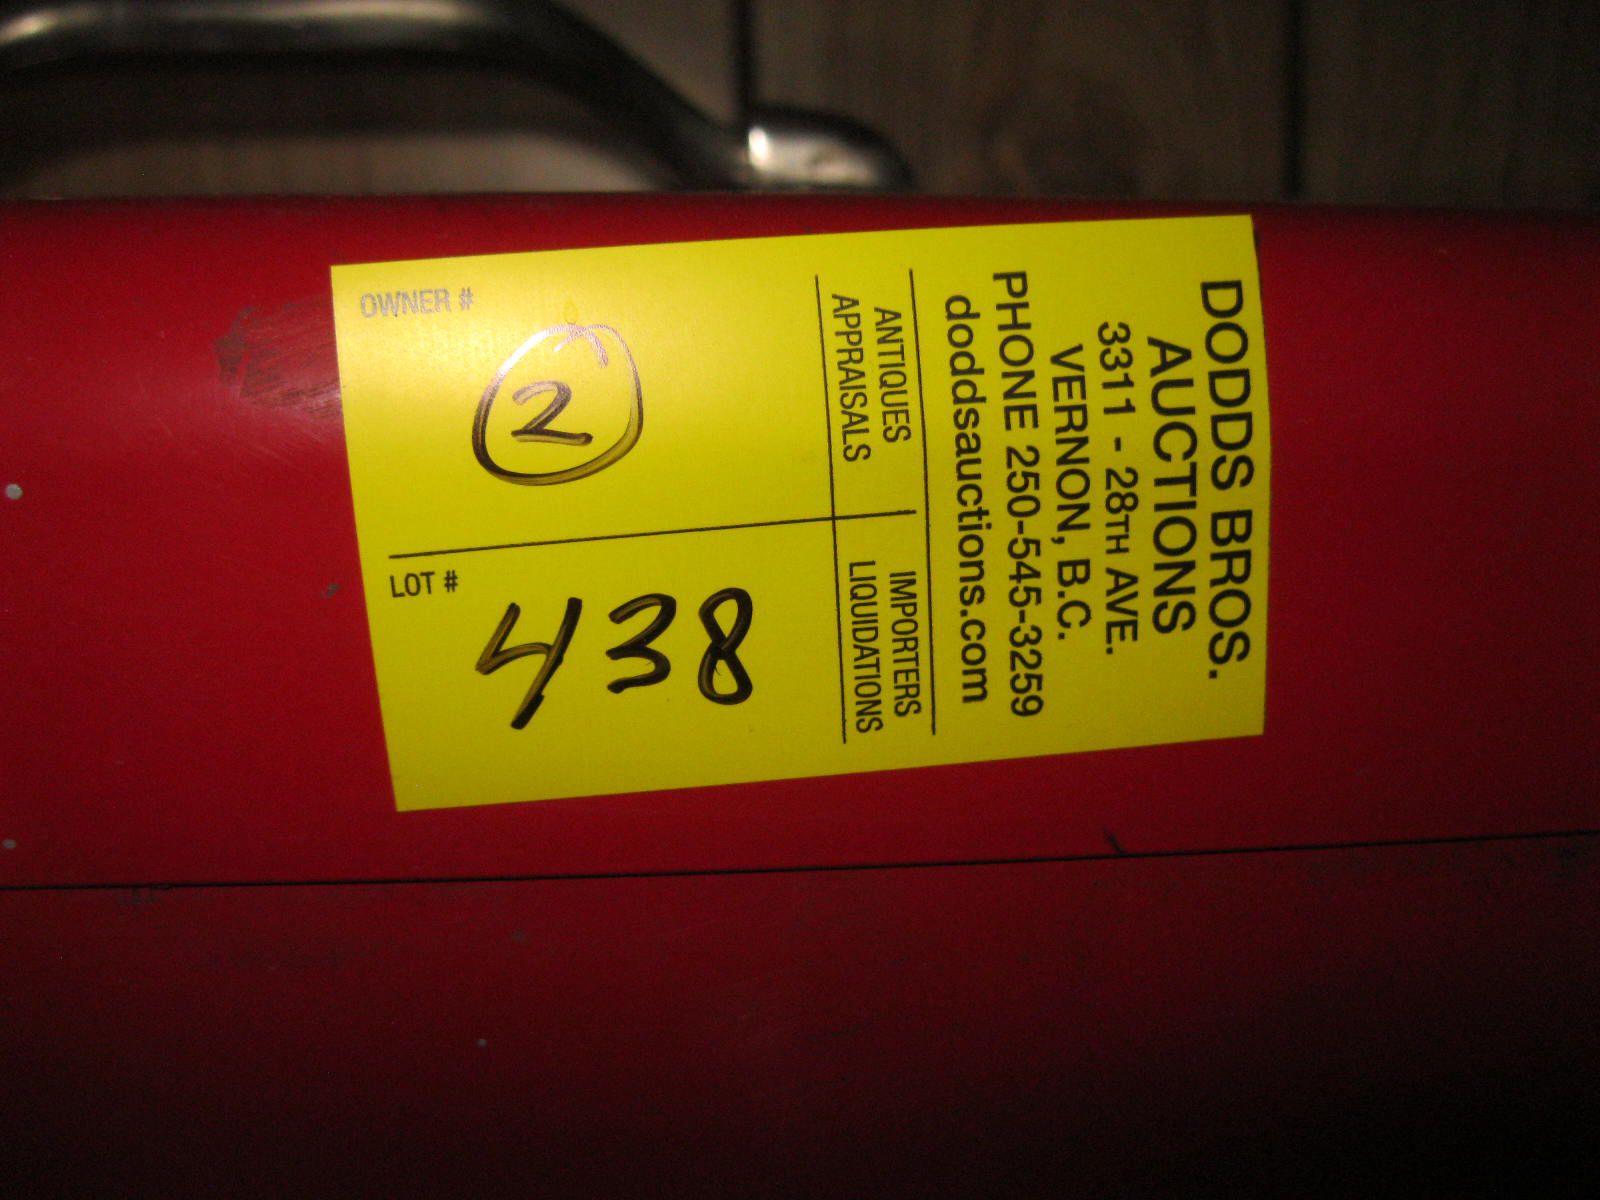 DODDS BROS.
AUCTIONS
3311 - 28TH AVE.
VERNON, B.C.
PHONE 250-545-3259
doddsauctions.com
ANTIQUES IMPORTERS
APPRAISALS LIQUIDATIONS
OWNER #
2
LOT #
438